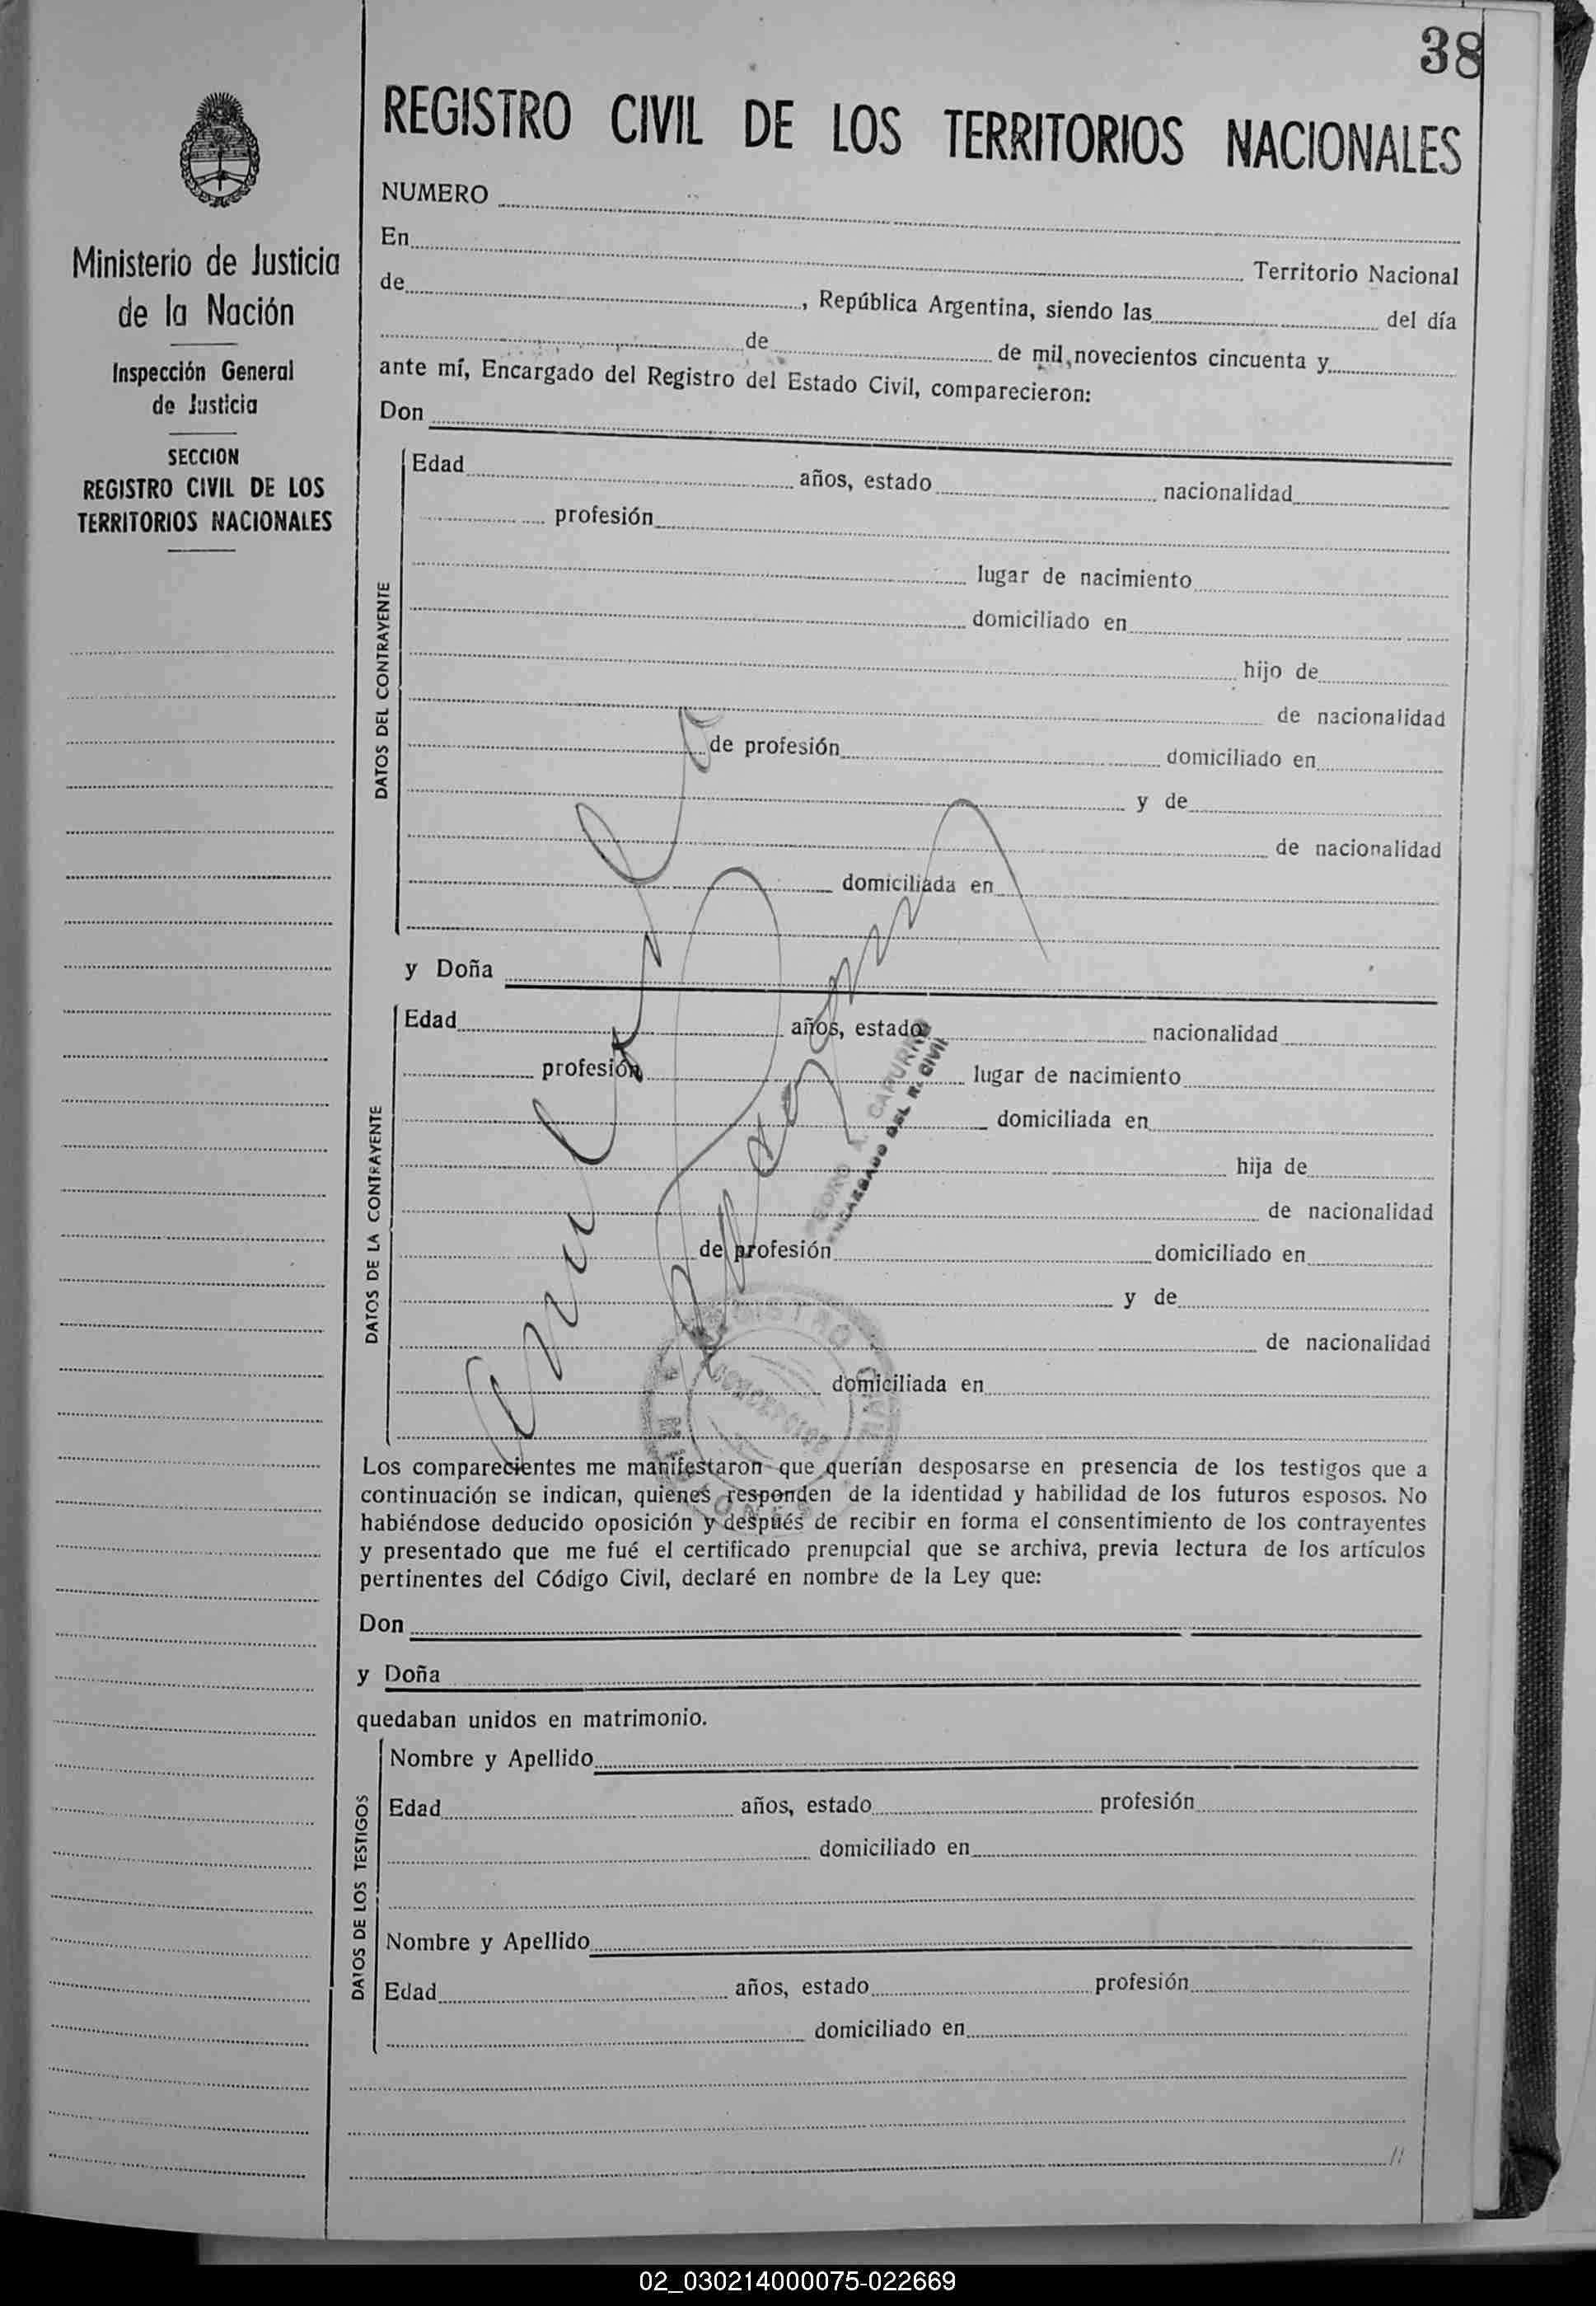 38
REGISTRO CIVIL DE LOS TERRITORIOS NACIONALES
Ministerio de Justicia
de la Nación
Inspección General
de Justicia
SECCION
REGISTRO CIVIL DE LOS
TERRITORIOS NACIONALES
NUMERO
En Territorio Nacional
de , República Argentina, siendo las del día
de de mil novecientos cincuenta y
ante mí, Encargado del Registro del Estado Civil, comparecieron:
Don
DATOS DEL CONTRAYENTE
Edad años, estado nacionalidad
profesión
lugar de nacimiento
domiciliado en
hijo de
de nacionalidad
de profesión domiciliado en
y de
de nacionalidad
domiciliada en
y Doña
DATOS DE LA CONTRAYENTE
Edad años, estado nacionalidad
profesión lugar de nacimiento
domiciliada en
hija de
de nacionalidad
de profesión domiciliado en
y de
de nacionalidad
domiciliada en
Anulado
A. CAPURRO
ENCARGADO DEL R. CIVIL
REGISTRO CIVIL
Los comparecientes me manifestaron que querían desposarse en presencia de los testigos que a
continuación se indican, quienes responden de la identidad y habilidad de los futuros esposos. No
habiéndose deducido oposición y después de recibir en forma el consentimiento de los contrayentes
y presentado que me fué el certificado prenupcial que se archiva, previa lectura de los artículos
pertinentes del Código Civil, declaré en nombre de la Ley que:
Don
y Doña
quedaban unidos en matrimonio.
DATOS DE LOS TESTIGOS
Nombre y Apellido
Edad años, estado profesión
domiciliado en
Nombre y Apellido
Edad años, estado profesión
domiciliado en
//
02_030214000075-022669